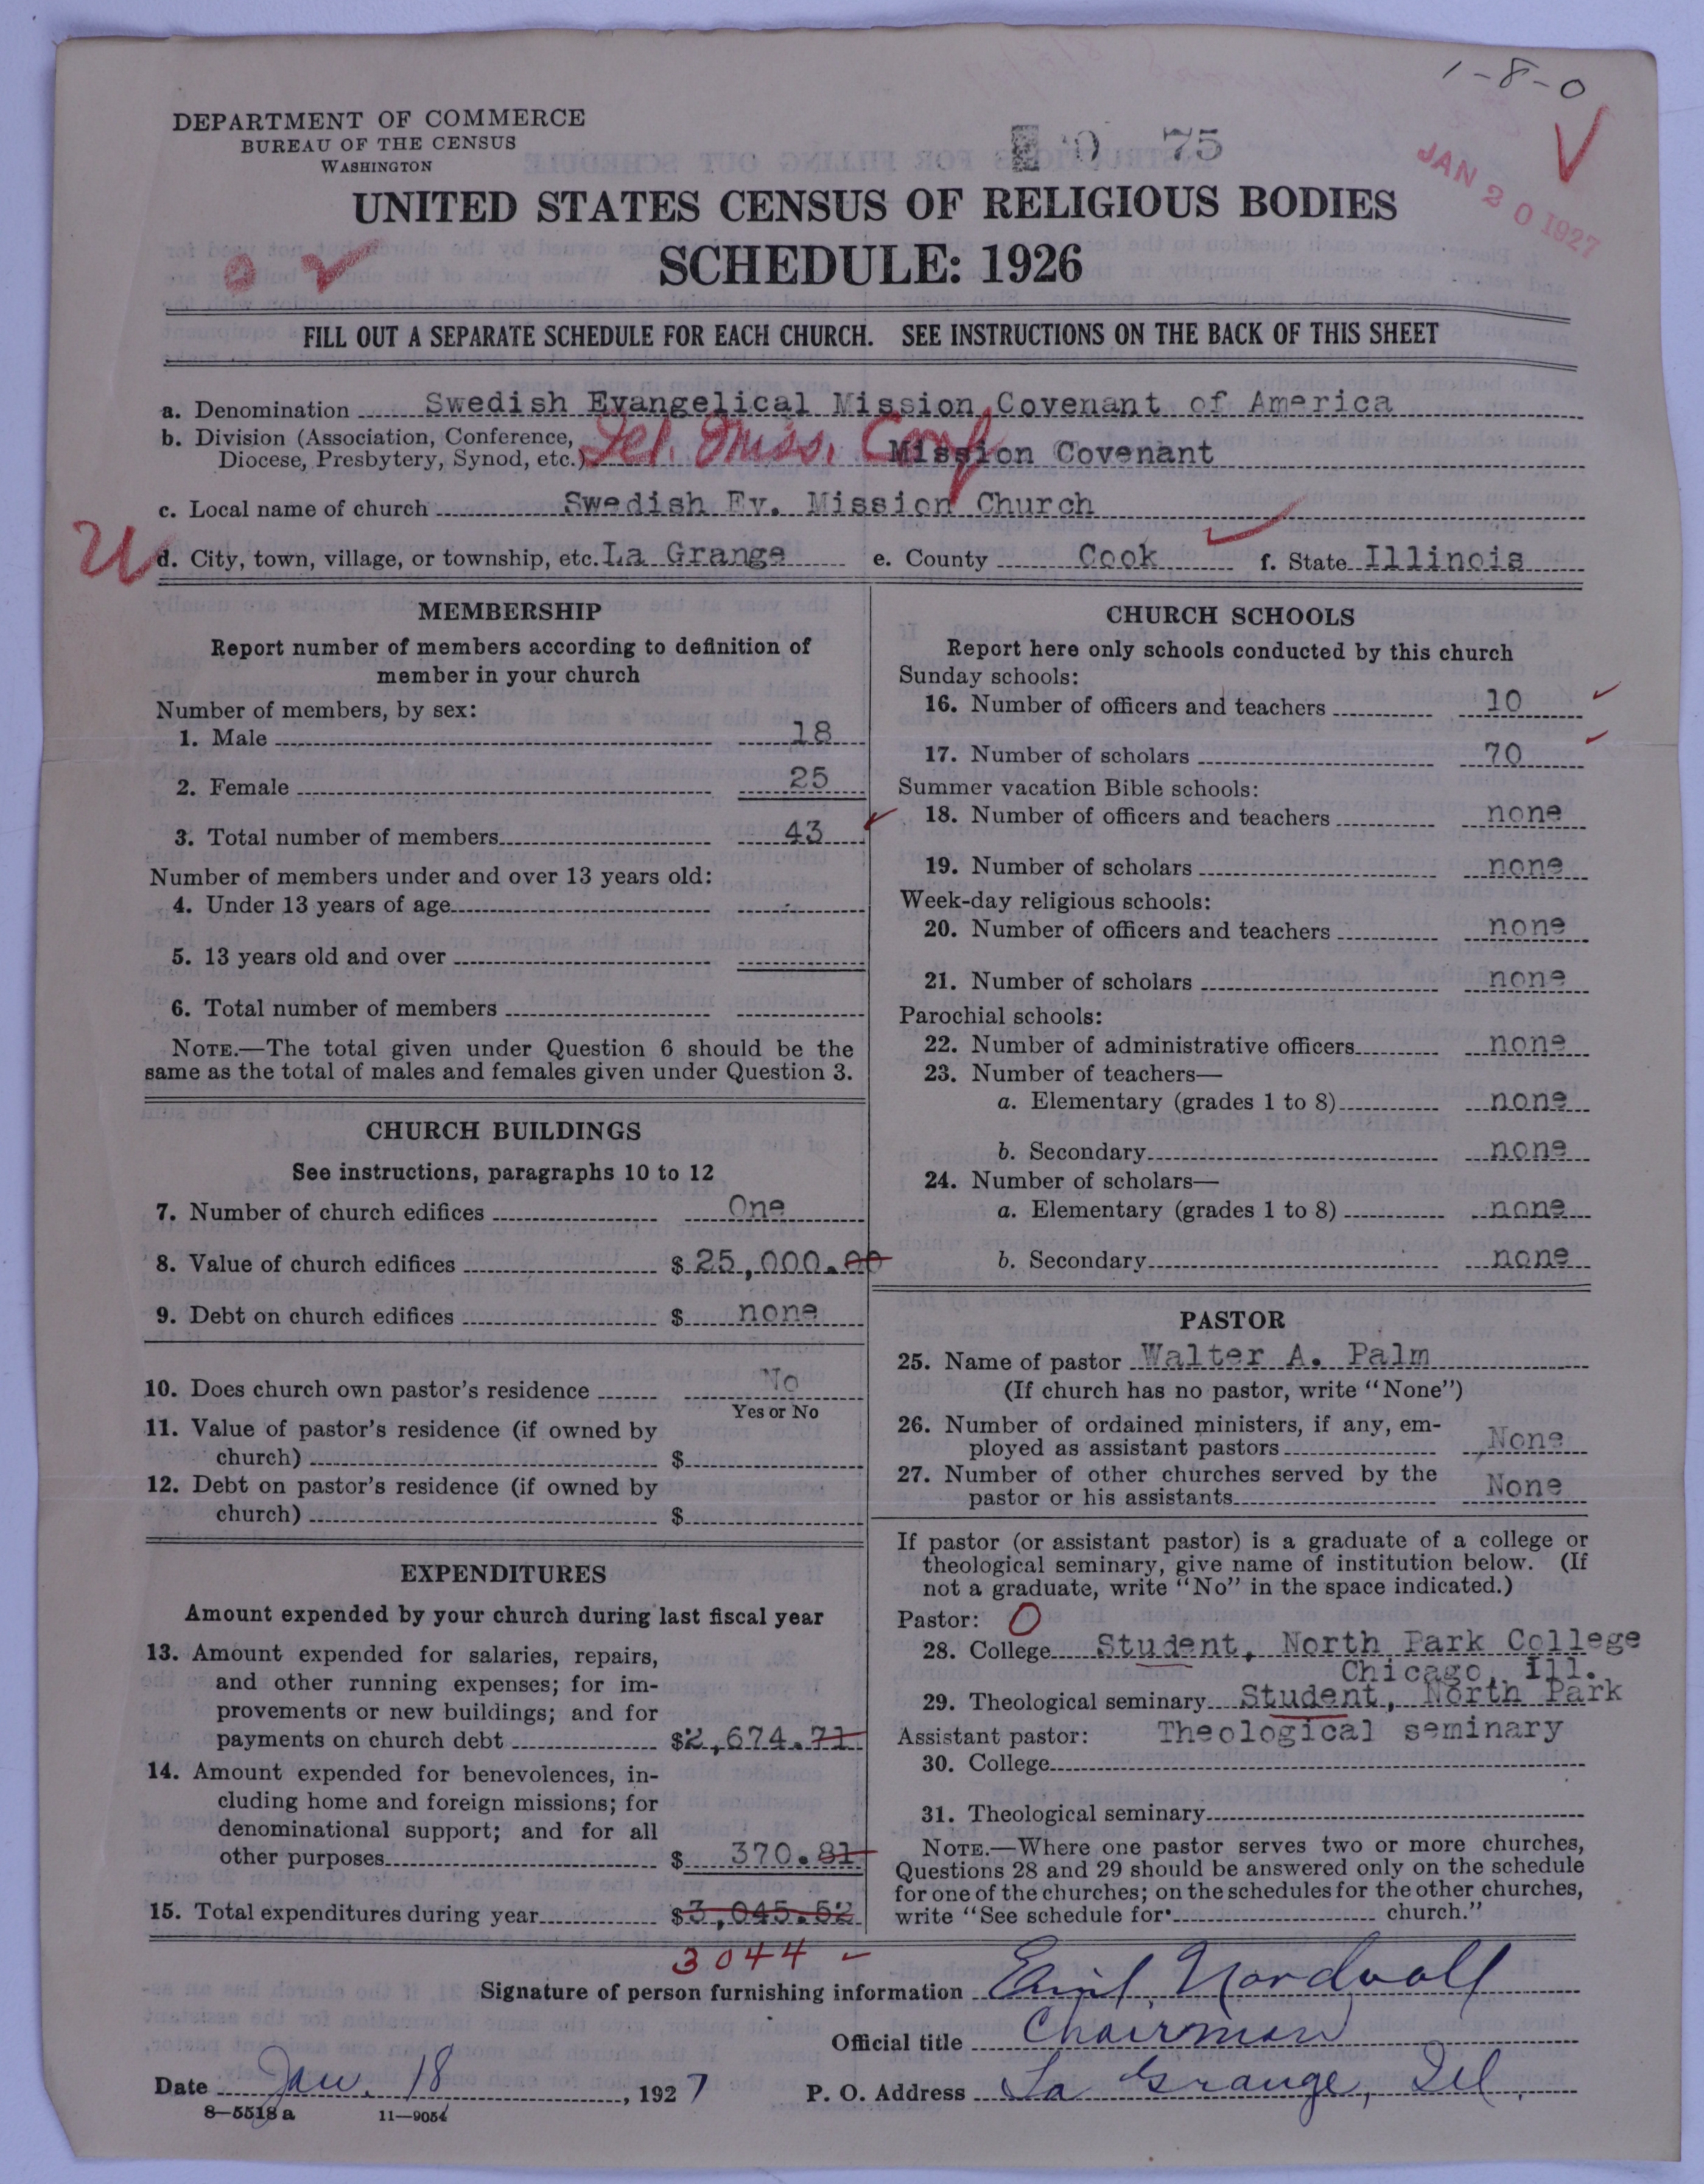 1-8-0
DEPARTMENT OF COMMERCE
BUREAU OF THE CENSUS
WASHINGTON
0 75
JAN 20 1927
UNITED STATES CENSUS OF RELIGIOUS BODIES
SCHEDULE: 1926
FILL OUT A SEPARATE SCHEDULE FOR EACH CHURCH. SEE INSTRUCTIONS ON THE BACK OF THIS SHEET
a. Denomination Swedish Evangelical Mission Covenant of America
b. Division (Association, Conference, Diocese, Presbytery, Synod, etc.) Miss. Conf Mission Covenant
c. Local name of church Swedish Ev. Mission Church
d. City, town, village, or township, etc. La Grange e. County Cook f. State Illinois
MEMBERSHIP
Report number of members according to definition of
member in your church
Number of members, by sex:
1. Male 18
2. Female 25
3. Total number of members 43
Number of members under and over 13 years old:
4. Under 13 years of age
5. 13 years old and over
6. Total number of members
NOTE.—The total given under Question 6 should be the
same as the total of males and females given under Question 3.
CHURCH BUILDINGS
See instructions, paragraphs 10 to 12
7. Number of church edifices One
8. Value of church edifices $ 25,000.00
9. Debt on church edifices $ none
10. Does church own pastor's residence No
Yes or No
11. Value of pastor's residence (if owned by
church) $
12. Debt on pastor's residence (if owned by
church) $
EXPENDITURES
Amount expended by your church during last fiscal year
13. Amount expended for salaries, repairs,
and other running expenses; for im-
provements or new buildings; and for
payments on church debt $2,674.71
14. Amount expended for benevolences, in-
cluding home and foreign missions; for
denominational support; and for all
other purposes $ 370.81
15. Total expenditures during year $3,045.52
3044
CHURCH SCHOOLS
Report here only schools conducted by this church
Sunday schools:
16. Number of officers and teachers 10
17. Number of scholars 70
Summer vacation Bible schools:
18. Number of officers and teachers none
19. Number of scholars none
Week-day religious schools:
20. Number of officers and teachers none
21. Number of scholars none
Parochial schools:
22. Number of administrative officers none
23. Number of teachers—
a. Elementary (grades 1 to 8) none
b. Secondary none
24. Number of scholars—
a. Elementary (grades 1 to 8) none
b. Secondary none
PASTOR
25. Name of pastor Walter A. Palm
(If church has no pastor, write "None")
26. Number of ordained ministers, if any, em-
ployed as assistant pastors None
27. Number of other churches served by the
pastor or his assistants None
If pastor (or assistant pastor) is a graduate of a college or
theological seminary, give name of institution below. (If
not a graduate, write "No" in the space indicated.)
Pastor: O
28. College Student, North Park College
Chicago, Ill.
29. Theological seminary Student, North Park
Assistant pastor: Theological seminary
30. College
31. Theological seminary
NOTE.—Where one pastor serves two or more churches,
Questions 28 and 29 should be answered only on the schedule
for one of the churches; on the schedules for the other churches,
write "See schedule for church."
Signature of person furnishing information Emil Nordvall
Official title Chairman
Date Jan. 18, 1927 P. O. Address La Grange, Ill.
8—5518 a 11—9054